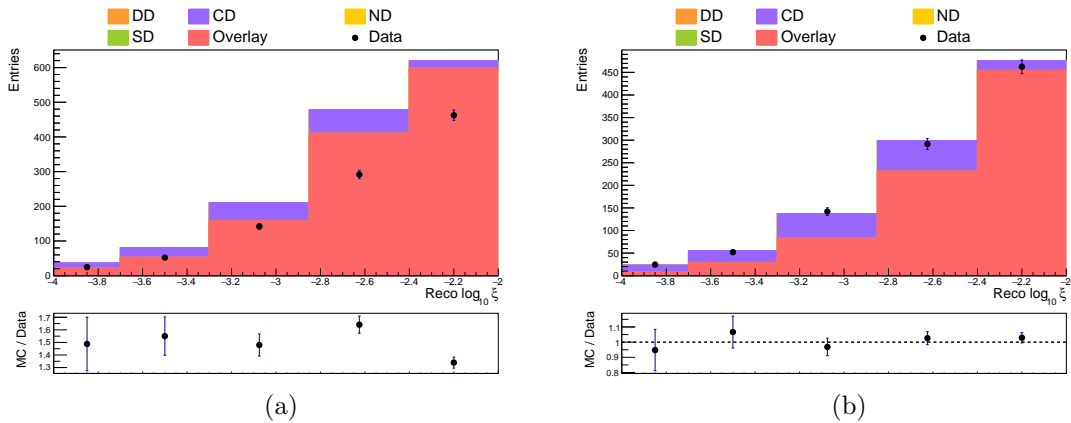 DD CD ND
SD Overlay Data
Entries
600
500
400
300
200
100
0
−4 −3.8 −3.6 −3.4 −3.2 −3 −2.8 −2.6 −2.4 −2.2 −2
Reco log₁₀ ξ
MC / Data
1.7
1.6
1.5
1.4
1.3
(a)
DD CD ND
SD Overlay Data
Entries
450
400
350
300
250
200
150
100
50
0
−4 −3.8 −3.6 −3.4 −3.2 −3 −2.8 −2.6 −2.4 −2.2 −2
Reco log₁₀ ξ
MC / Data
1.1
1
0.9
0.8
(b)